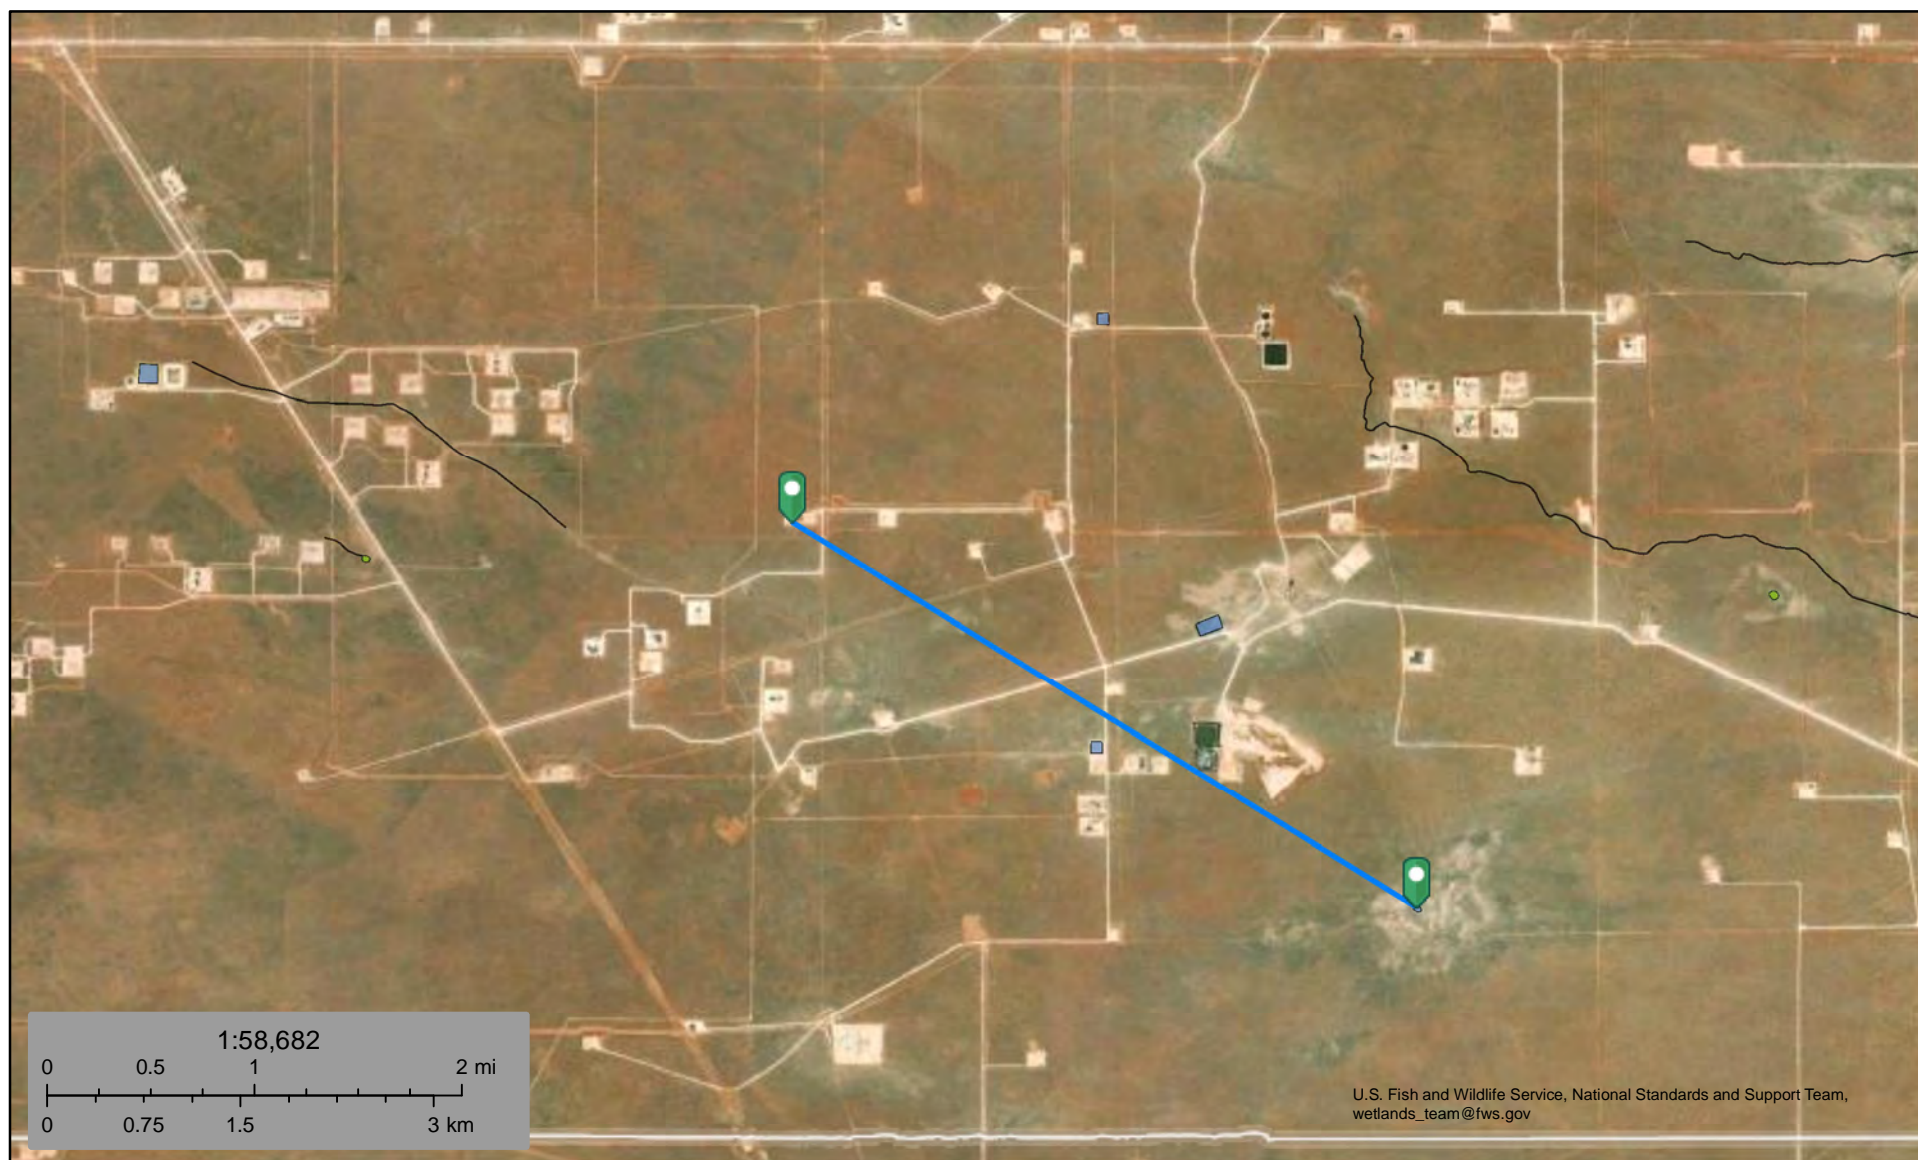 1:58,682
0 0.5 1 2 mi
0 0.75 1.5 3 km
U.S. Fish and Wildlife Service, National Standards and Support Team,
wetlands_team@fws.gov